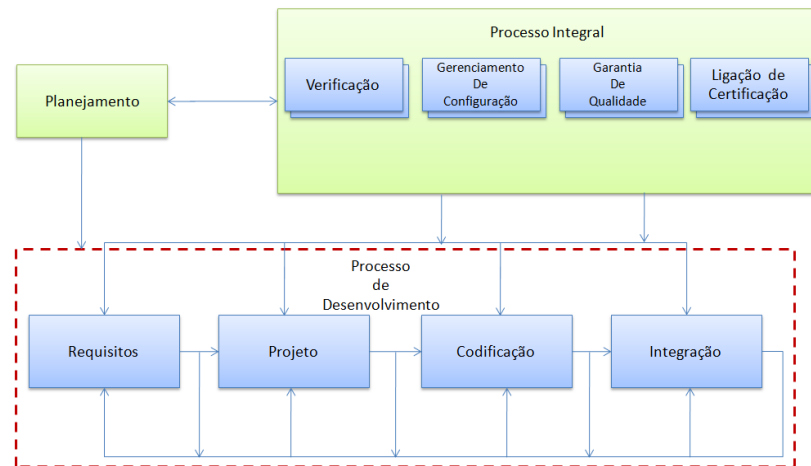 Processo Integral
Verificação
Gerenciamento
De
Configuração
Garantia
De
Qualidade
Ligação de
Certificação
Planejamento
Processo
de
Desenvolvimento
Requisitos
Projeto
Codificação
Integração